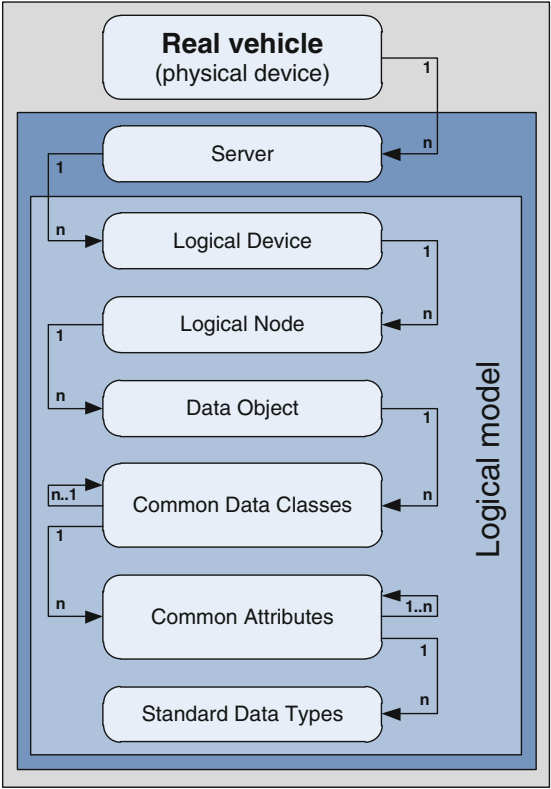 Real vehicle
(physical device)
1
n
Server
1
n
Logical Device
1
n
Logical Node
1
n
Data Object
1
n
Common Data Classes
n..1
1
n
Common Attributes
1..n
1
n
Standard Data Types
Logical model